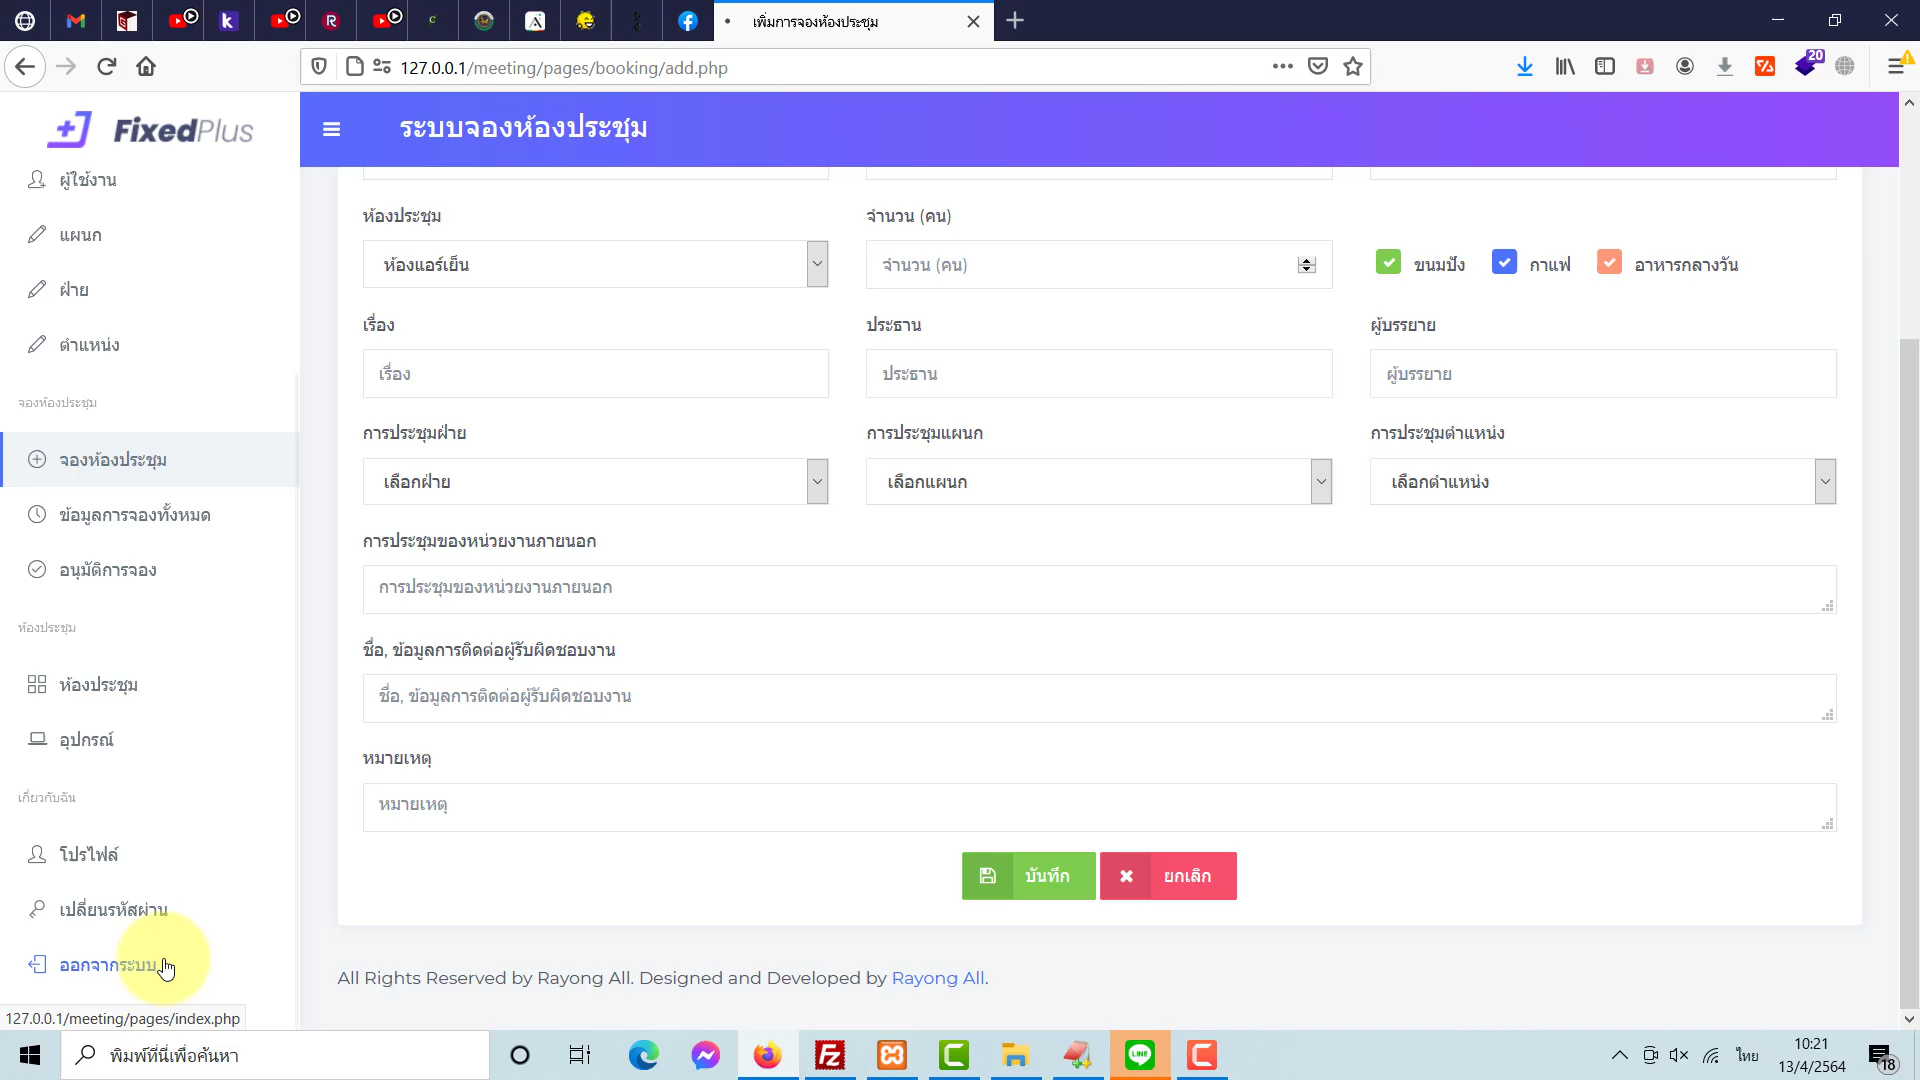 เพิ่มการจองห้องประชุม
127.0.0.1/meeting/pages/booking/add.php
20
FixedPlus
ระบบจองห้องประชุม
ผู้ใช้งาน
แผนก
ฝ่าย
ตำแหน่ง
จองห้องประชุม
จองห้องประชุม
ข้อมูลการจองทั้งหมด
อนุมัติการจอง
ห้องประชุม
ห้องประชุม
อุปกรณ์
เกี่ยวกับฉัน
โปรไฟล์
เปลี่ยนรหัสผ่าน
ออกจากระบบ
127.0.0.1/meeting/pages/index.php
ห้องประชุม จำนวน (คน)
ห้องแอร์เย็น จำนวน (คน) ขนมปัง กาแฟ อาหารกลางวัน
เรื่อง ประธาน ผู้บรรยาย
เรื่อง ประธาน ผู้บรรยาย
การประชุมฝ่าย การประชุมแผนก การประชุมตำแหน่ง
เลือกฝ่าย เลือกแผนก เลือกตำแหน่ง
การประชุมของหน่วยงานภายนอก
การประชุมของหน่วยงานภายนอก
ชื่อ, ข้อมูลการติดต่อผู้รับผิดชอบงาน
ชื่อ, ข้อมูลการติดต่อผู้รับผิดชอบงาน
หมายเหตุ
หมายเหตุ
บันทึก ยกเลิก
All Rights Reserved by Rayong All. Designed and Developed by Rayong All.
พิมพ์ที่นี่เพื่อค้นหา
ไทย
10:21
13/4/2564
18